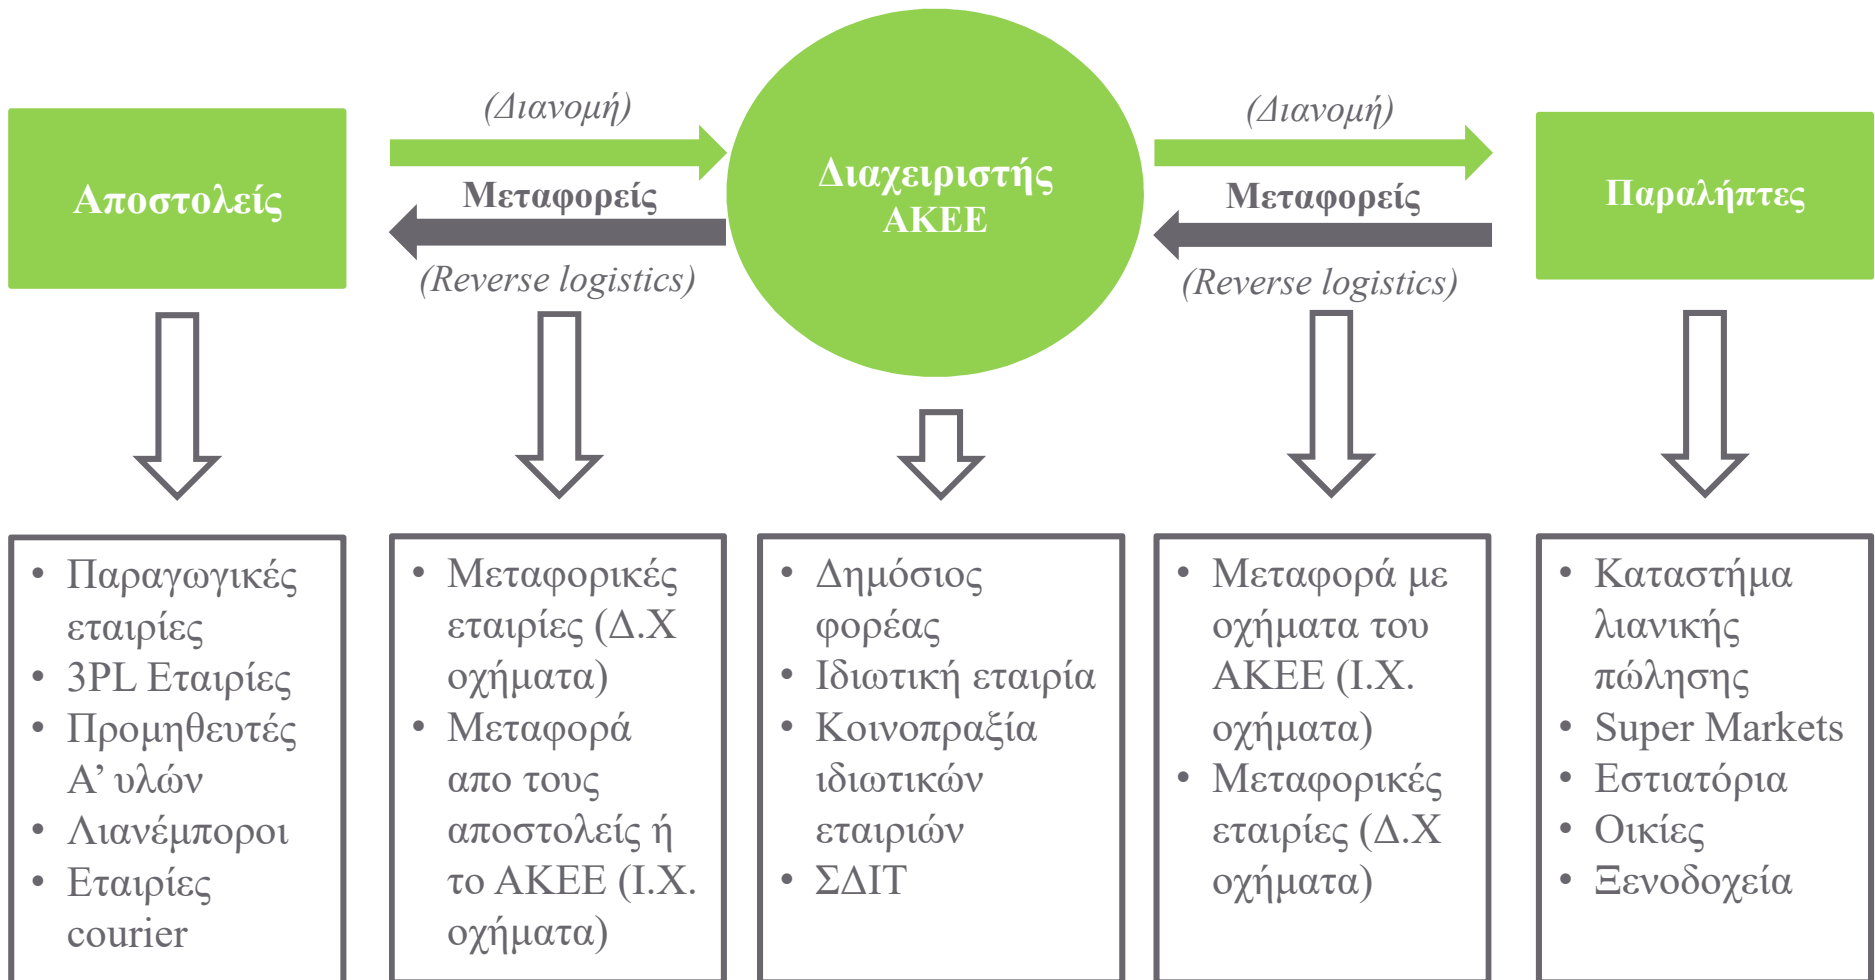 Αποστολείς
(Διανομή)
Μεταφορείς
(Reverse logistics)
Διαχειριστής
ΑΚΕΕ
(Διανομή)
Μεταφορείς
(Reverse logistics)
Παραλήπτες
• Παραγωγικές
εταιρίες
• 3PL Εταιρίες
• Προμηθευτές
Α’ υλών
• Λιανέμποροι
• Εταιρίες
courier
• Μεταφορικές
εταιρίες (Δ.Χ
οχήματα)
• Μεταφορά
απο τους
αποστολείς ή
το ΑΚΕΕ (Ι.Χ.
οχήματα)
• Δημόσιος
φορέας
• Ιδιωτική εταιρία
• Κοινοπραξία
ιδιωτικών
εταιριών
• ΣΔΙΤ
• Μεταφορά με
οχήματα του
ΑΚΕΕ (Ι.Χ.
οχήματα)
• Μεταφορικές
εταιρίες (Δ.Χ
οχήματα)
• Καταστήμα
λιανικής
πώλησης
• Super Markets
• Εστιατόρια
• Οικίες
• Ξενοδοχεία